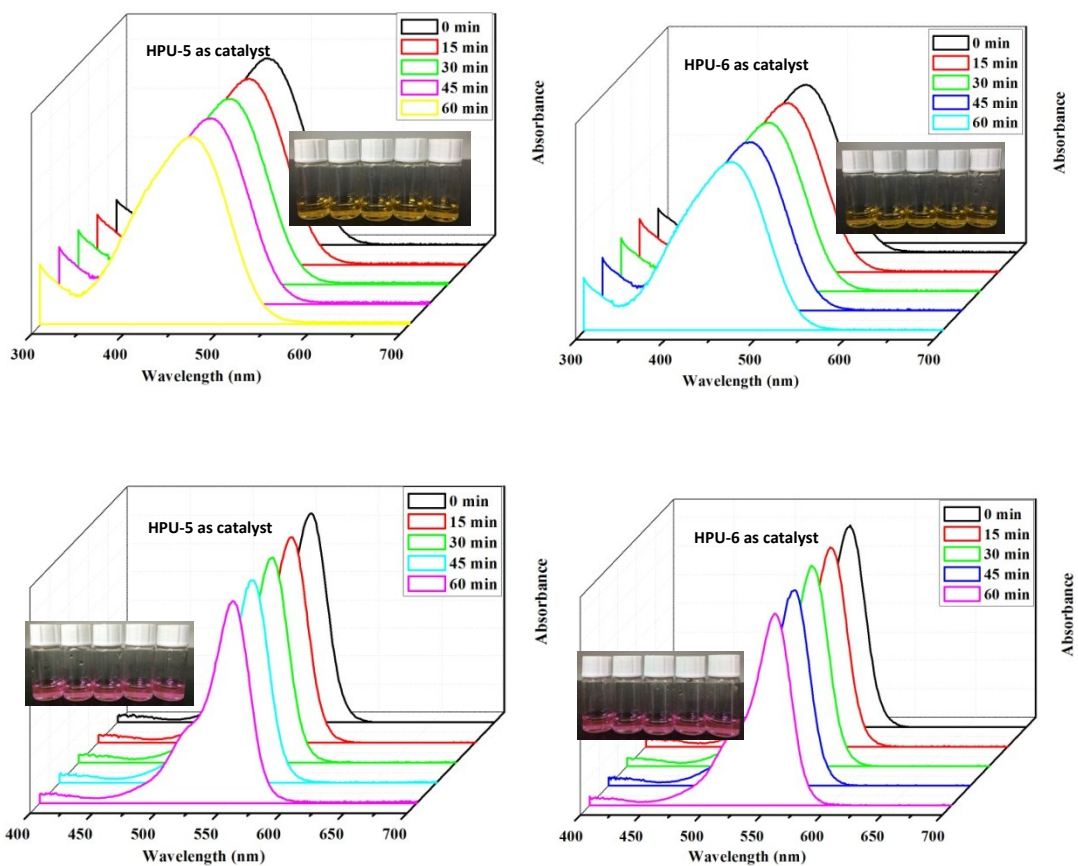 HPU-5 as catalyst
0 min
15 min
30 min
45 min
60 min
Absorbance
300 400 500 600 700
Wavelength (nm)
HPU-6 as catalyst
0 min
15 min
30 min
45 min
60 min
Absorbance
300 400 500 600 700
Wavelength (nm)
HPU-5 as catalyst
0 min
15 min
30 min
45 min
60 min
Absorbance
400 450 500 550 600 650 700
Wavelength (nm)
HPU-6 as catalyst
0 min
15 min
30 min
45 min
60 min
Absorbance
400 450 500 550 600 650 700
Wavelength (nm)